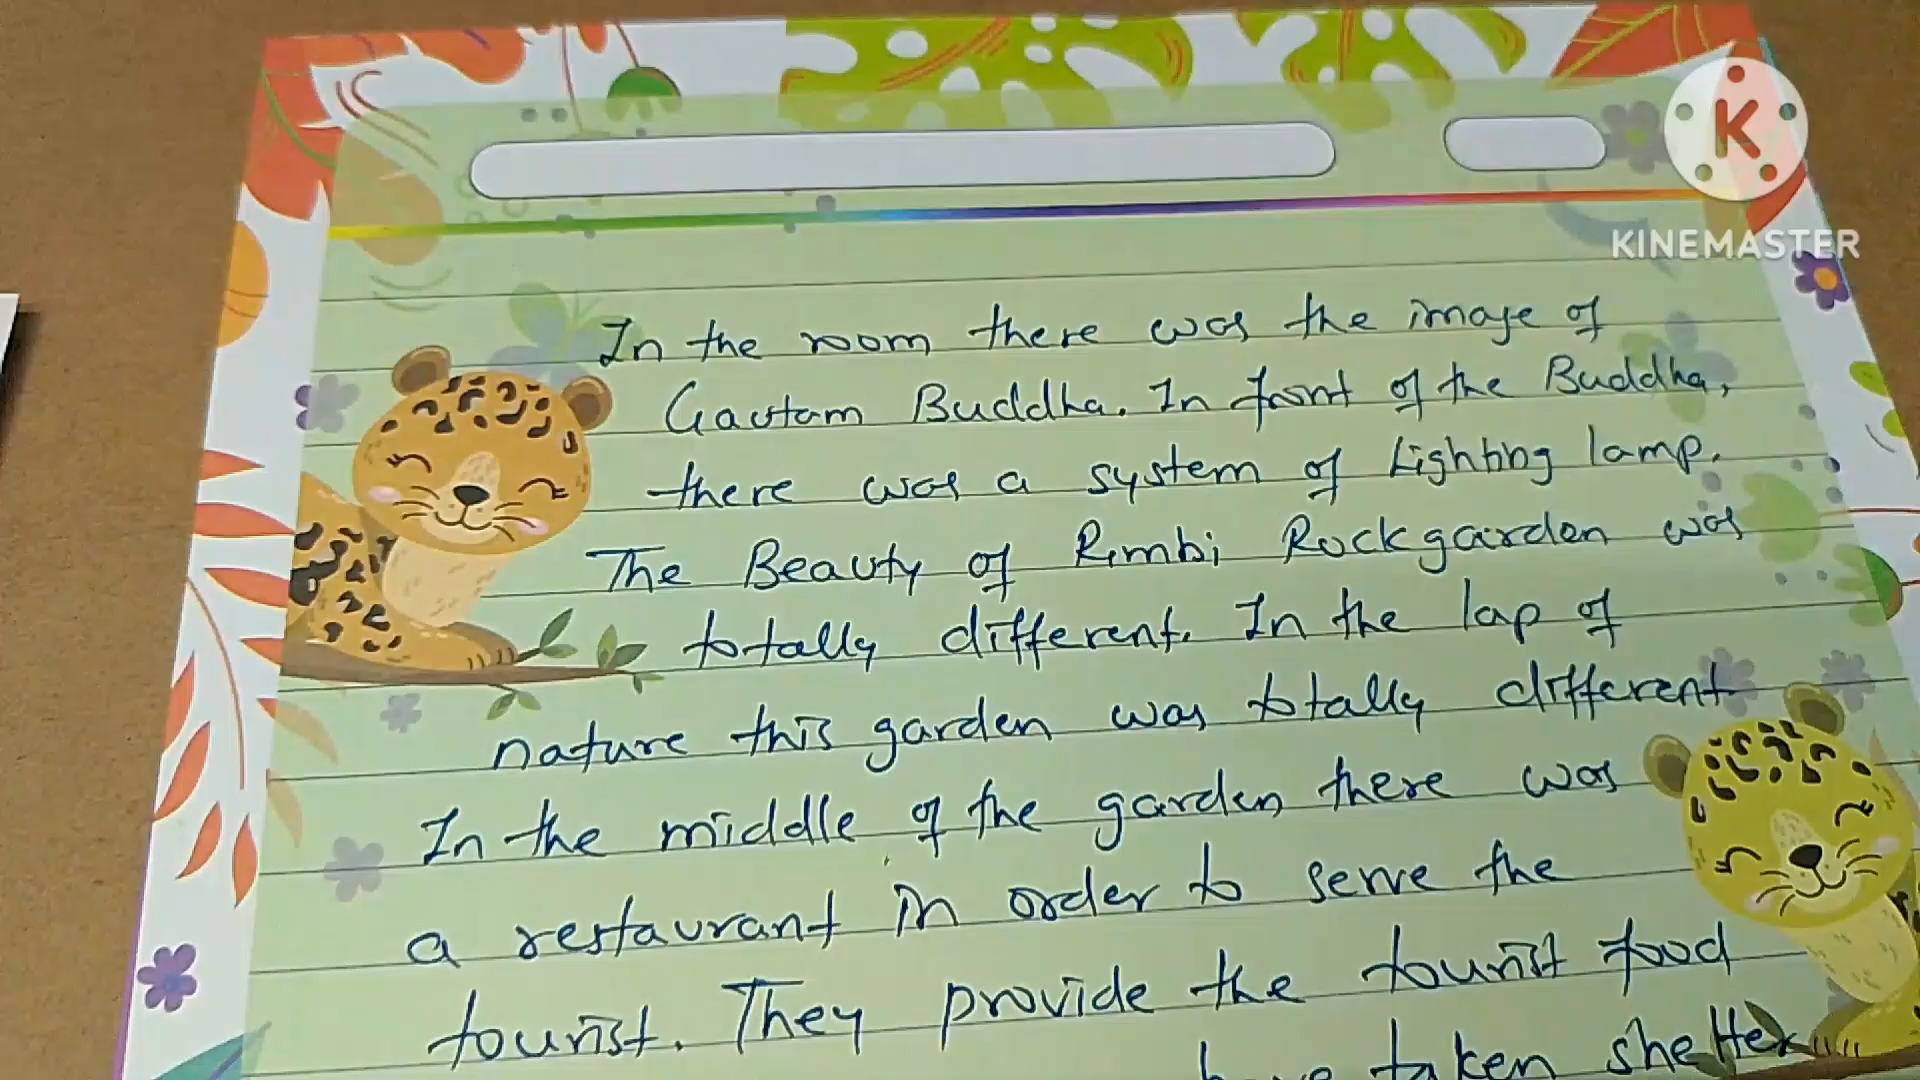 K
KINEMASTER
In the room there was the image of
Gautam Buddha. In front of the Buddha,
there was a system of Lighting lamp.
The Beauty of Rimbi Rockgarden was
totally different. In the lap of
nature this garden was totally different
In the middle of the garden there was
a restaurant in order to serve the
tourist. They provide the tourist food
have taken shelter